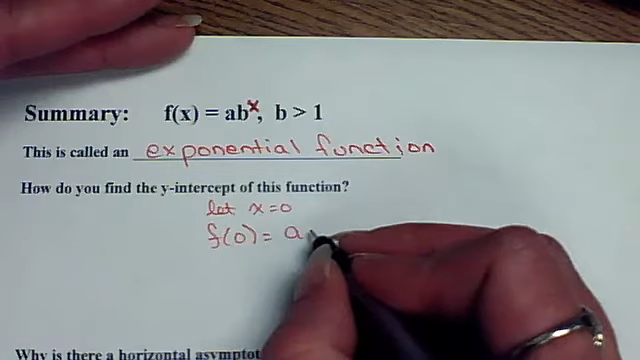 Summary: f(x) = abˣ, b > 1
This is called an exponential function
How do you find the y-intercept of this function?
let x = 0
f(0) = a
Why is there a horizontal asymptot